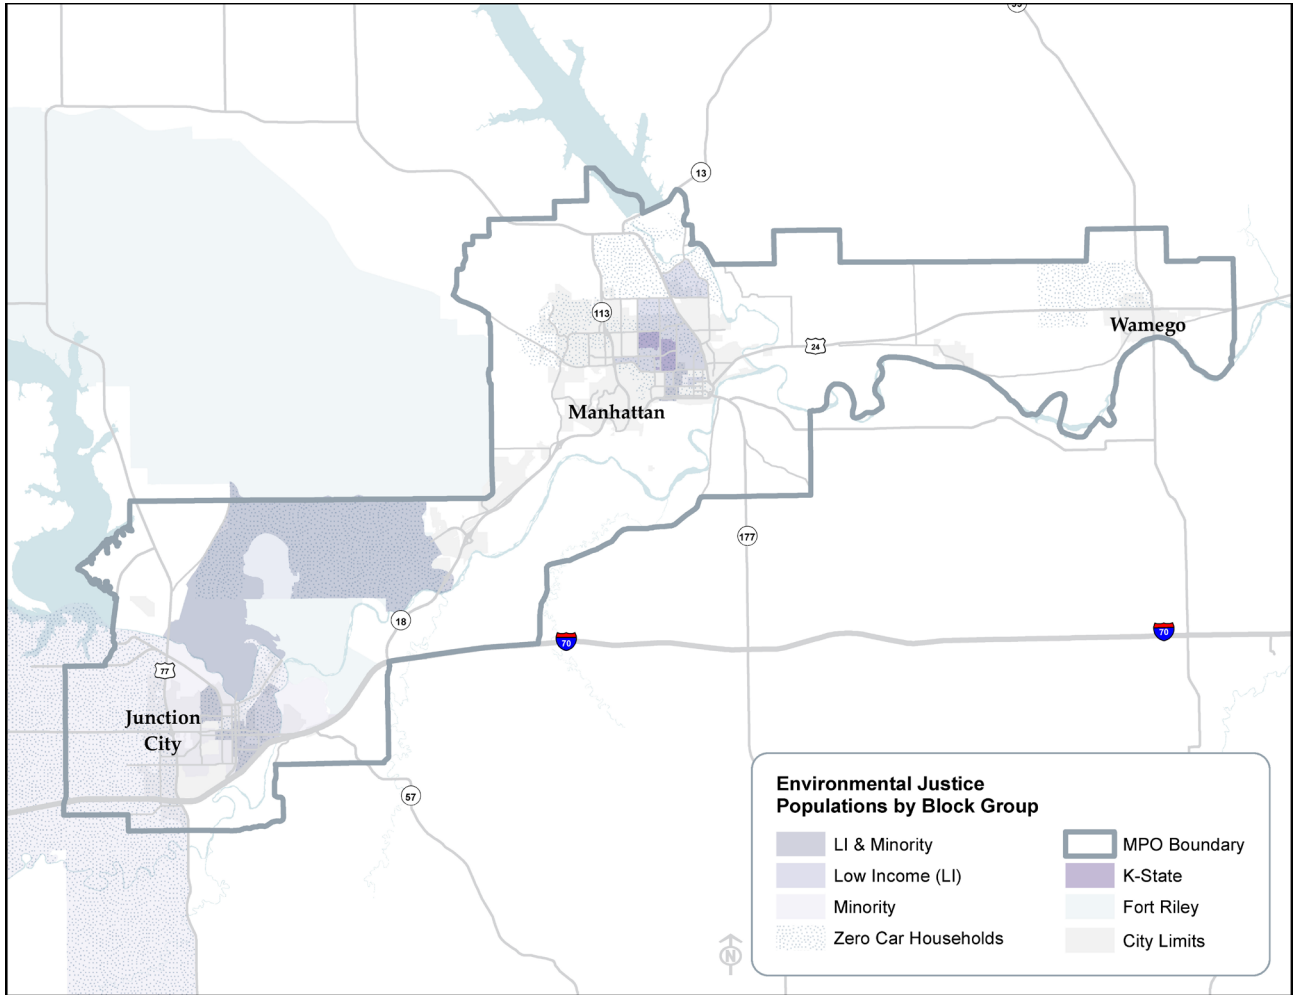 13
113
24
Wamego
Manhattan
177
18
70
70
77
Junction
City
57
Environmental Justice
Populations by Block Group
LI & Minority
Low Income (LI)
Minority
Zero Car Households
MPO Boundary
K-State
Fort Riley
City Limits
N